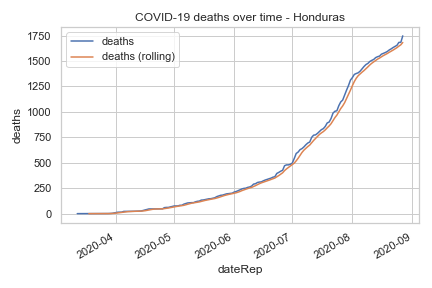 COVID-19 deaths over time - Honduras
deaths
deaths (rolling)
1750
1500
1250
1000
750
500
250
0
deaths
2020-04
2020-05
2020-06
2020-07
2020-08
2020-09
dateRep